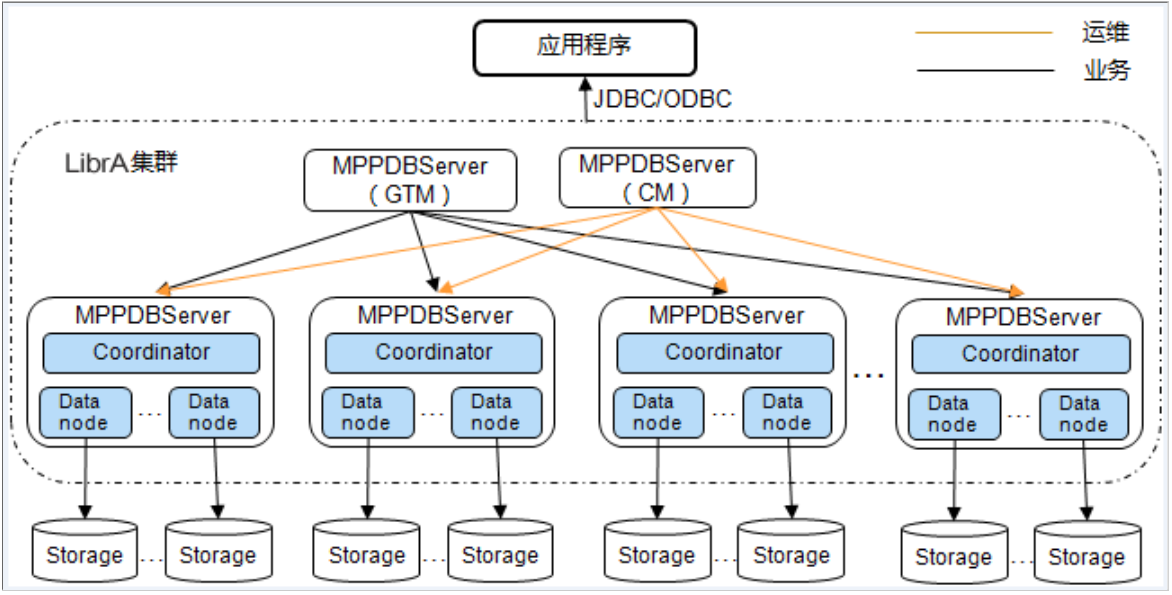 应用程序
运维
业务
JDBC/ODBC
LibrA集群
MPPDBServer
（GTM）
MPPDBServer
（CM）
MPPDBServer
Coordinator
Data
node
...
Data
node
MPPDBServer
Coordinator
Data
node
...
Data
node
MPPDBServer
Coordinator
Data
node
...
Data
node
...
MPPDBServer
Coordinator
Data
node
...
Data
node
Storage ... Storage
Storage ... Storage
Storage ... Storage
Storage ... Storage